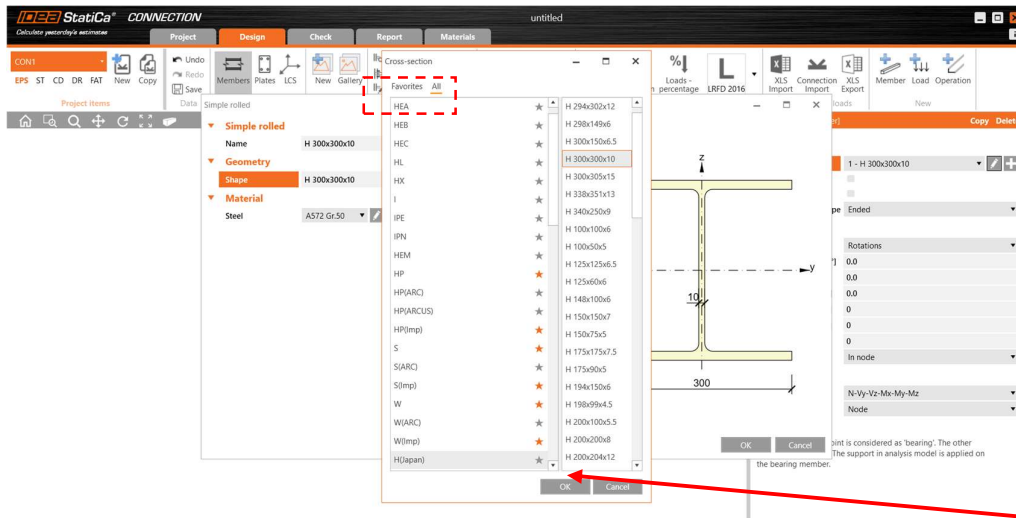 IDEA StatiCa® CONNECTION
untitled
Calculate yesterday's estimates
Project Design Check Report Materials
CON1
EPS ST CD DR FAT
New Copy
Project items
Undo
Redo
Save
Data
Members Plates LCS
New Gallery
Loads - percentage
LRFD 2016
XLS Import
Connection Import
XLS Export
Member Load Operation
New
Copy Delet
Simple rolled
Simple rolled
Name H 300x300x10
Geometry
Shape H 300x300x10
Material
Steel A572 Gr.50
Cross-section
Favorites All
HEA
HEB
HEC
HL
HX
I
IPE
IPN
HEM
HP
HP(ARC)
HP(ARCUS)
HP(Imp)
S
S(ARC)
S(Imp)
W
W(ARC)
W(Imp)
H(Japan)
H 294x302x12
H 298x149x6
H 300x150x6.5
H 300x300x10
H 300x305x15
H 338x351x13
H 340x250x9
H 100x100x6
H 100x50x5
H 125x125x6.5
H 125x60x6
H 148x100x6
H 150x150x7
H 150x75x5
H 175x175x7.5
H 175x90x5
H 194x150x6
H 198x99x4.5
H 200x100x5.5
H 200x200x8
H 200x204x12
OK Cancel
z
y
10
300
OK Cancel
1 - H 300x300x10
pe Ended
Rotations
0.0
0.0
0.0
0
0
0
In node
N-Vy-Vz-Mx-My-Mz
Node
oint is considered as 'bearing'. The other
The support in analysis model is applied on
the bearing member.